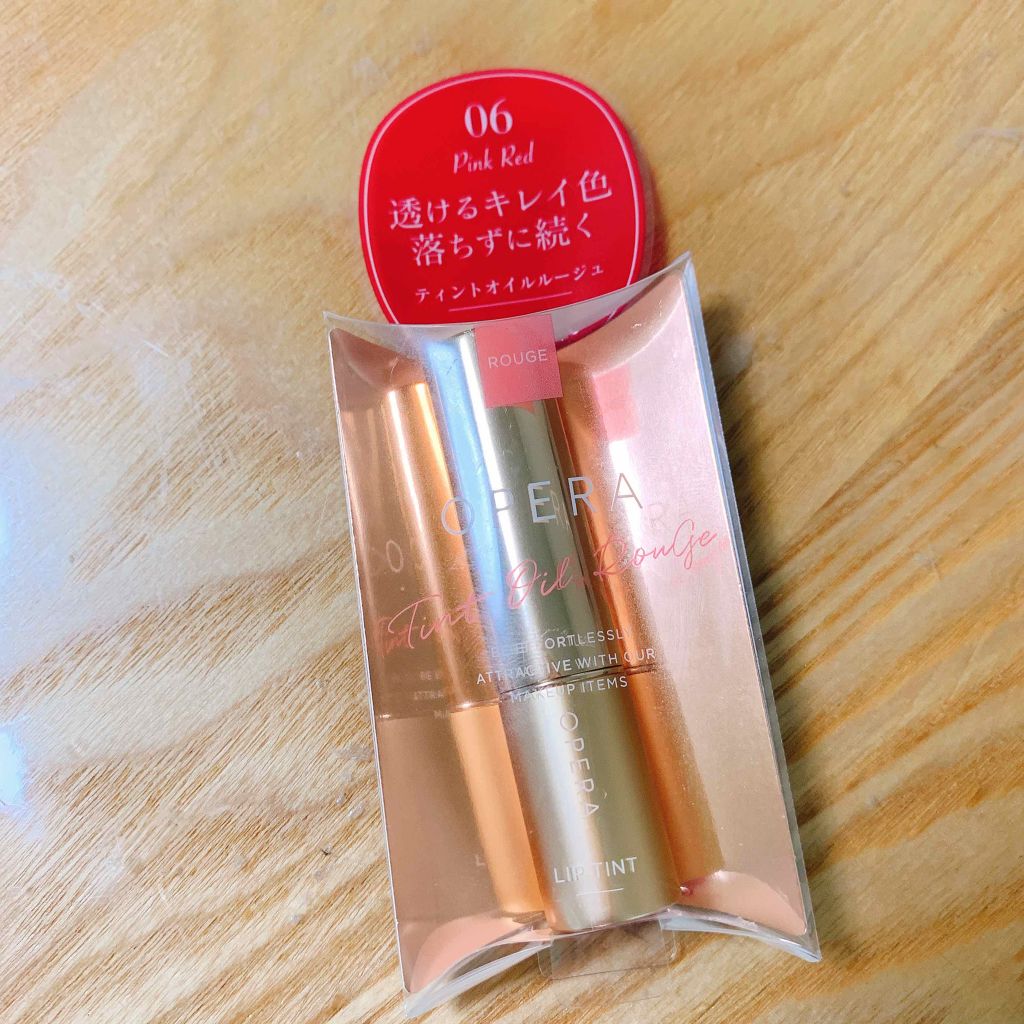 06
Pink Red
透けるキレイ色
落ちずに続く
ティントオイルルージュ
ROUGE
OPERA
Tint Oil RouGe
BE EFFORTLESSLY
ATTRACTIVE WITH OUR
MAKEUP ITEMS
OPERA
LIP TINT